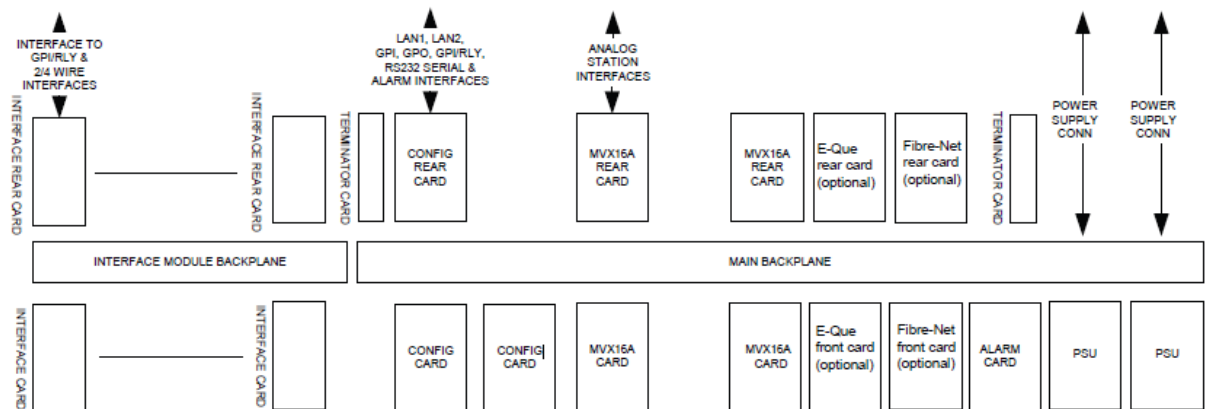 INTERFACE TO
GPI/RLY &
2/4 WIRE
INTERFACES
LAN1, LAN2,
GPI, GPO, GPI/RLY,
RS232 SERIAL &
ALARM INTERFACES
ANALOG
STATION
INTERFACES
POWER
SUPPLY
CONN
POWER
SUPPLY
CONN
INTERFACE REAR CARD
INTERFACE REAR CARD
TERMINATOR CARD
CONFIG
REAR
CARD
MVX16A
REAR
CARD
MVX16A
REAR
CARD
E-Que
rear card
(optional)
Fibre-Net
rear card
(optional)
TERMINATOR CARD
INTERFACE MODULE BACKPLANE
MAIN BACKPLANE
INTERFACE CARD
INTERFACE CARD
CONFIG
CARD
CONFIG
CARD
MVX16A
CARD
MVX16A
CARD
E-Que
front card
(optional)
Fibre-Net
front card
(optional)
ALARM
CARD
PSU
PSU